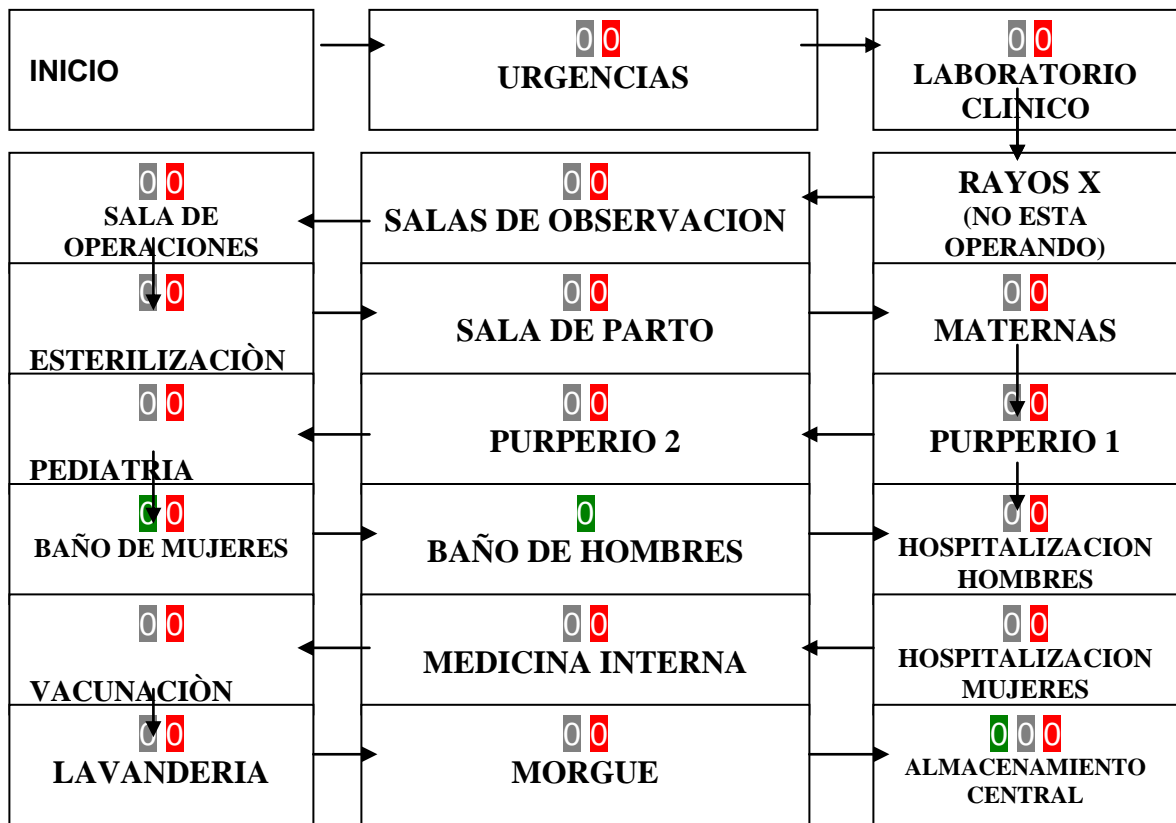 INICIO
0 0
URGENCIAS
0 0
LABORATORIO
CLINICO
0 0
SALA DE
OPERACIONES
0 0
SALAS DE OBSERVACION
RAYOS X
(NO ESTA
OPERANDO)
0 0
ESTERILIZACIÒN
0 0
SALA DE PARTO
0 0
MATERNAS
0 0
PEDIATRIA
0 0
PURPERIO 2
0 0
PURPERIO 1
0 0
BAÑO DE MUJERES
0
BAÑO DE HOMBRES
0 0
HOSPITALIZACION
HOMBRES
0 0
VACUNACIÒN
0 0
MEDICINA INTERNA
0 0
HOSPITALIZACION
MUJERES
0 0
LAVANDERIA
0 0
MORGUE
0 0 0
ALMACENAMIENTO
CENTRAL